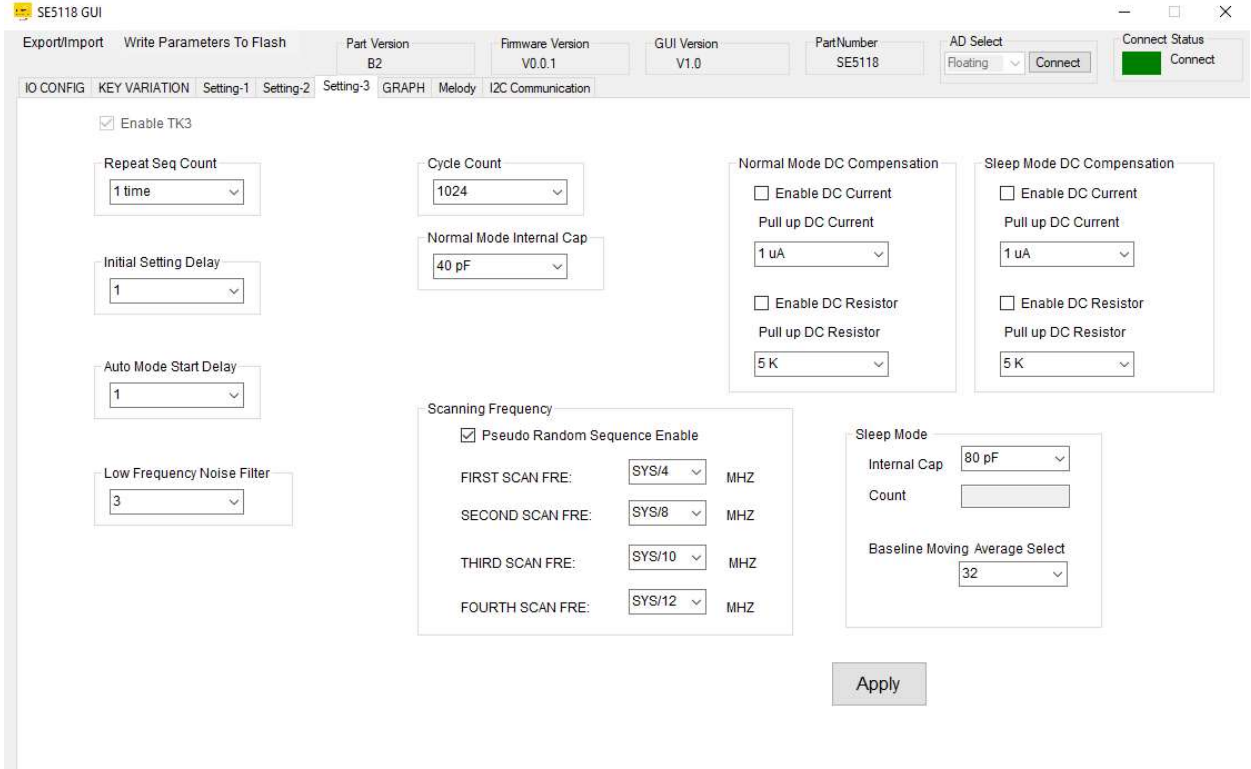 SE5118 GUI
Export/Import Write Parameters To Flash
Part Version
B2
Firmware Version
V0.0.1
GUI Version
V1.0
PartNumber
SE5118
AD Select
Floating Connect
Connect Status
Connect
IO CONFIG KEY VARIATION Setting-1 Setting-2 Setting-3 GRAPH Melody I2C Communication
Enable TK3
Repeat Seq Count
1 time
Initial Setting Delay
1
Auto Mode Start Delay
1
Low Frequency Noise Filter
3
Cycle Count
1024
Normal Mode Internal Cap
40 pF
Normal Mode DC Compensation
Enable DC Current
Pull up DC Current
1 uA
Enable DC Resistor
Pull up DC Resistor
5 K
Sleep Mode DC Compensation
Enable DC Current
Pull up DC Current
1 uA
Enable DC Resistor
Pull up DC Resistor
5 K
Scanning Frequency
Pseudo Random Sequence Enable
FIRST SCAN FRE: SYS/4 MHZ
SECOND SCAN FRE: SYS/8 MHZ
THIRD SCAN FRE: SYS/10 MHZ
FOURTH SCAN FRE: SYS/12 MHZ
Sleep Mode
Internal Cap 80 pF
Count
Baseline Moving Average Select
32
Apply